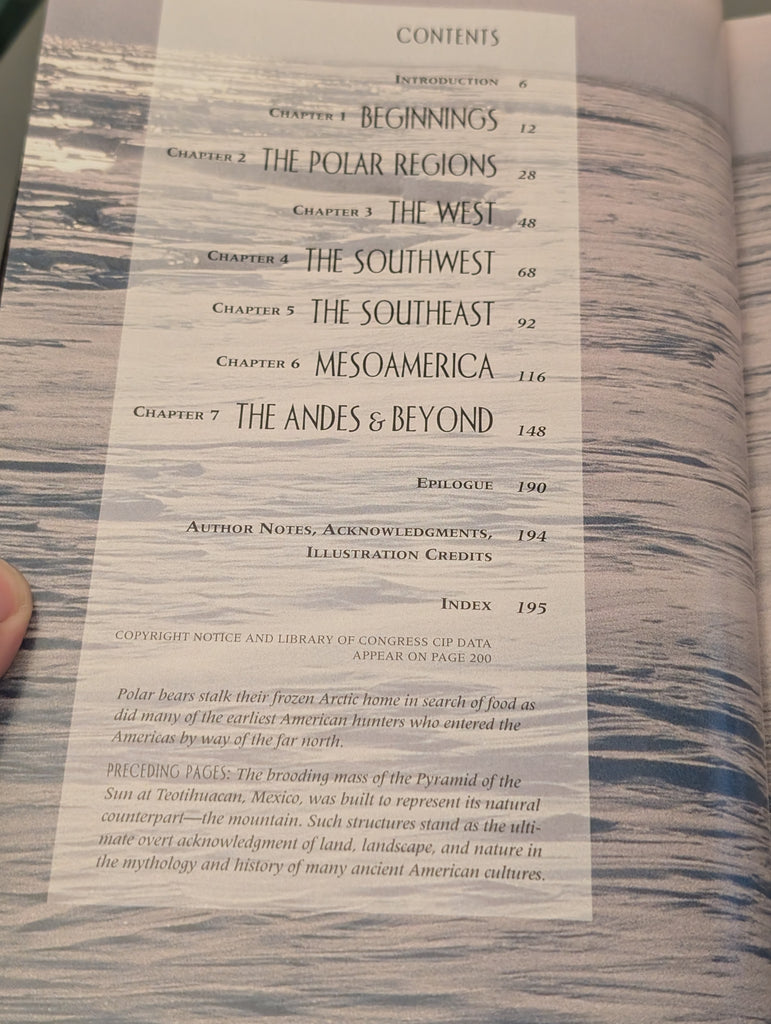 CONTENTS
INTRODUCTION 6
CHAPTER 1 BEGINNINGS 12
CHAPTER 2 THE POLAR REGIONS 28
CHAPTER 3 THE WEST 48
CHAPTER 4 THE SOUTHWEST 68
CHAPTER 5 THE SOUTHEAST 92
CHAPTER 6 MESOAMERICA 116
CHAPTER 7 THE ANDES & BEYOND 148
EPILOGUE 190
AUTHOR NOTES, ACKNOWLEDGMENTS, 194
ILLUSTRATION CREDITS
INDEX 195
COPYRIGHT NOTICE AND LIBRARY OF CONGRESS CIP DATA
APPEAR ON PAGE 200
Polar bears stalk their frozen Arctic home in search of food as
did many of the earliest American hunters who entered the
Americas by way of the far north.
PRECEDING PAGES: The brooding mass of the Pyramid of the
Sun at Teotihuacan, Mexico, was built to represent its natural
counterpart—the mountain. Such structures stand as the ulti-
mate overt acknowledgment of land, landscape, and nature in
the mythology and history of many ancient American cultures.